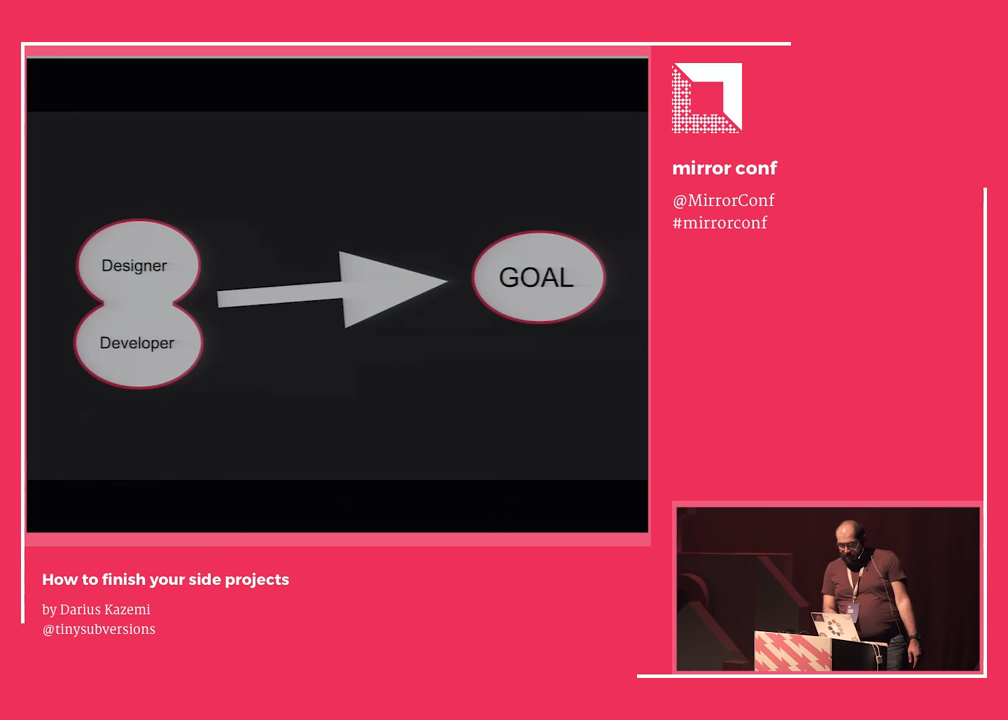 Designer
Developer
GOAL
mirror conf
@MirrorConf
#mirrorconf
How to finish your side projects
by Darius Kazemi
@tinysubversions